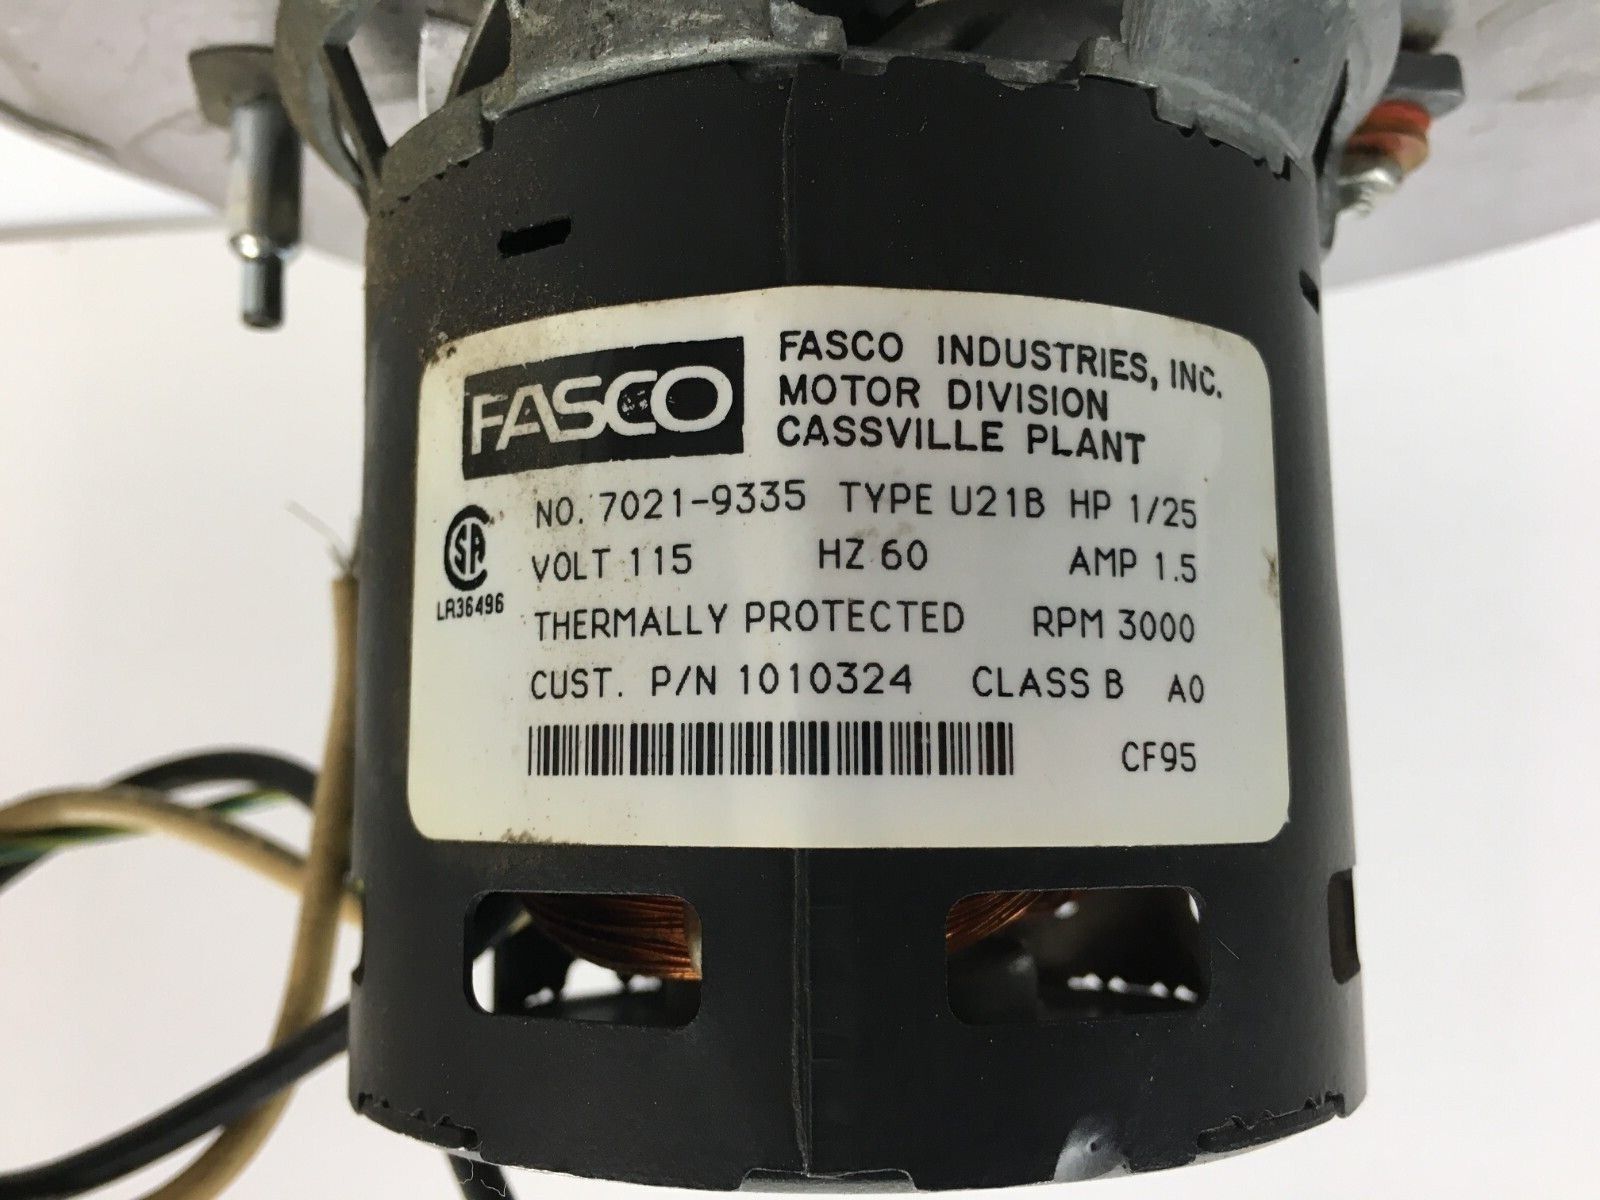 FASCO
FASCO INDUSTRIES, INC.
MOTOR DIVISION
CASSVILLE PLANT
NO. 7021-9335 TYPE U21B HP 1/25
SA
VOLT 115 HZ 60 AMP 1.5
LR36496
THERMALLY PROTECTED RPM 3000
CUST. P/N 1010324 CLASS B A0
CF95